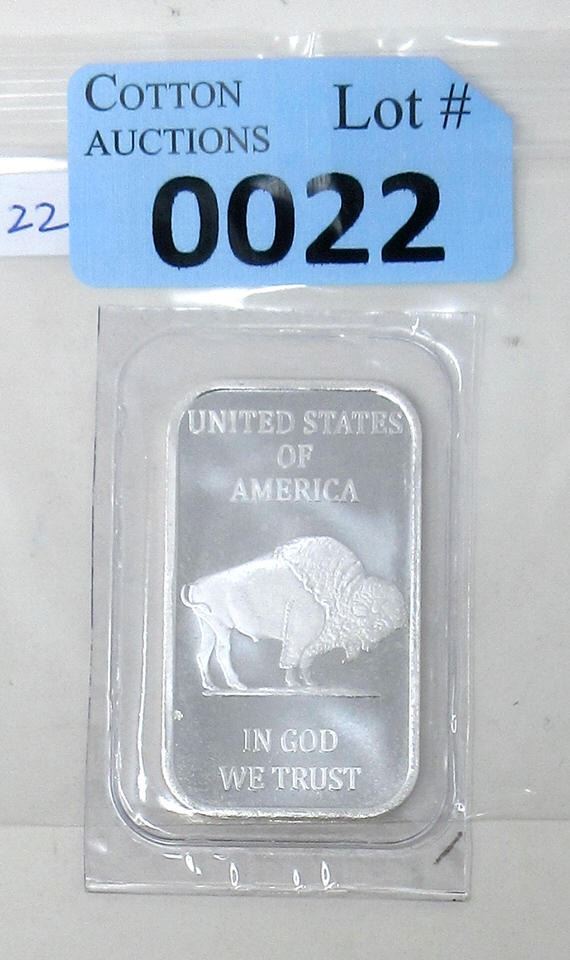 COTTON
AUCTIONS
Lot #
0022
22
UNITED STATES
OF
AMERICA
IN GOD
WE TRUST